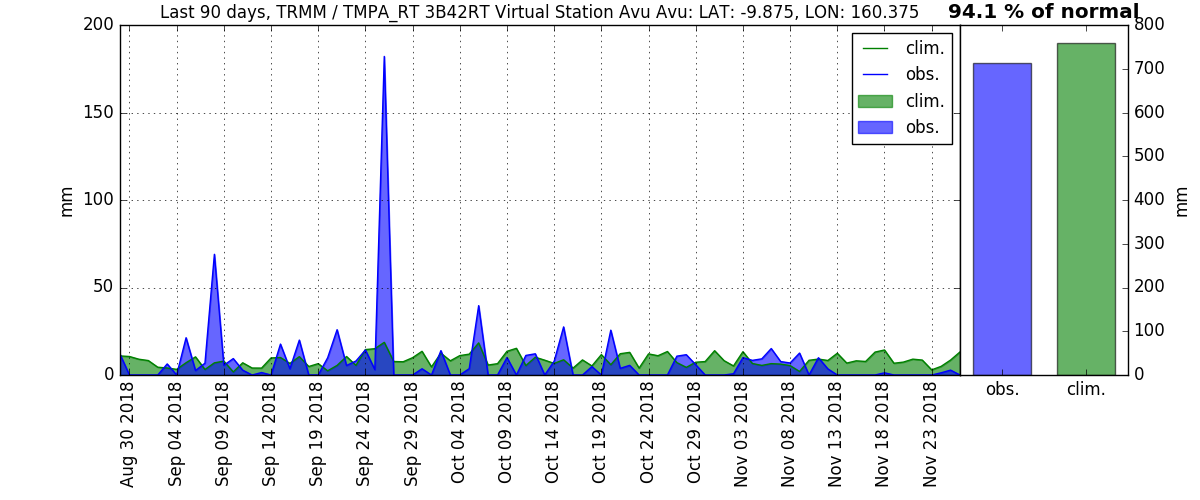 Last 90 days, TRMM / TMPA_RT 3B42RT Virtual Station Avu Avu: LAT: -9.875, LON: 160.375
94.1 % of normal
200
150
100
50
0
mm
clim.
obs.
clim.
obs.
800
700
600
500
400
300
200
100
0
mm
obs.
clim.
Aug 30 2018
Sep 04 2018
Sep 09 2018
Sep 14 2018
Sep 19 2018
Sep 24 2018
Sep 29 2018
Oct 04 2018
Oct 09 2018
Oct 14 2018
Oct 19 2018
Oct 24 2018
Oct 29 2018
Nov 03 2018
Nov 08 2018
Nov 13 2018
Nov 18 2018
Nov 23 2018